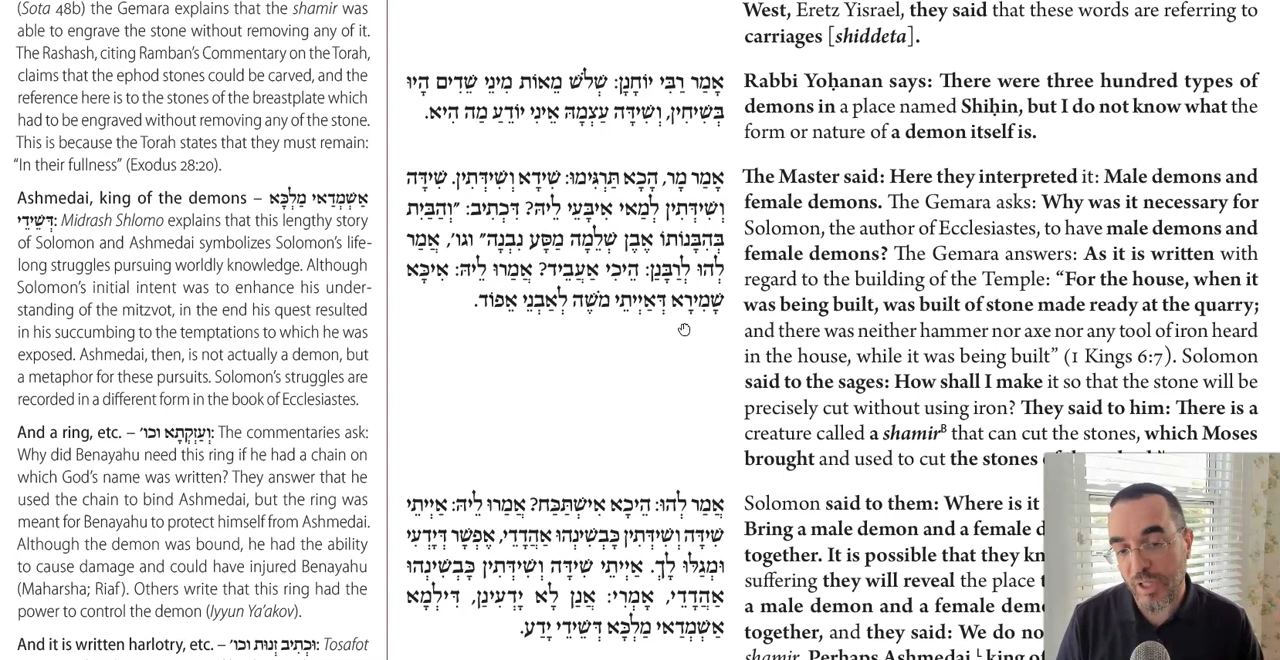 (Sota 48b) the Gemara explains that the shamir was
able to engrave the stone without removing any of it.
The Rashash, citing Ramban's Commentary on the Torah,
claims that the ephod stones could be carved, and the
reference here is to the stones of the breastplate which
had to be engraved without removing any of the stone.
This is because the Torah states that they must remain:
"In their fullness" (Exodus 28:20).
Ashmedai, king of the demons – אַשְׁמְדַאי מַלְכָּא
דְּשֵׁידֵי: Midrash Shlomo explains that this lengthy story
of Solomon and Ashmedai symbolizes Solomon's life-
long struggles pursuing worldly knowledge. Although
Solomon's initial intent was to enhance his under-
standing of the mitzvot, in the end his quest resulted
in his succumbing to the temptations to which he was
exposed. Ashmedai, then, is not actually a demon, but
a metaphor for these pursuits. Solomon's struggles are
recorded in a different form in the book of Ecclesiastes.
And a ring, etc. – וְעִזְקְתָא וכו׳: The commentaries ask:
Why did Benayahu need this ring if he had a chain on
which God's name was written? They answer that he
used the chain to bind Ashmedai, but the ring was
meant for Benayahu to protect himself from Ashmedai.
Although the demon was bound, he had the ability
to cause damage and could have injured Benayahu
(Maharsha; Riaf). Others write that this ring had the
power to control the demon (Iyyun Ya'akov).
And it is written harlotry, etc. – וּכְתִיב זְנוּת וכו׳: Tosafot
אָמַר רַבִּי יוֹחָנָן: שְׁלֹשׁ מֵאוֹת מִינֵי שֵׁדִים הָיוּ
בְּשִׁיחִין, וְשִׁידָּה עַצְמָהּ אֵינִי יוֹדֵעַ מַה הִיא.
אָמַר מָר, הָכָא תַּרְגִּימוּ: שֵׁידָא וְשֵׁידְתִין. שִׁידָּה
וְשִׁידְּתִין לְמַאי אִיבָּעֵי לֵיהּ? דִּכְתִיב: ״וְהַבַּיִת
בְּהִבָּנוֹתוֹ אֶבֶן שְׁלֵמָה מַסָּע נִבְנָה״ וגו׳, אֲמַר
לְהוּ לְרַבָּנַן: הֵיכִי אַעֲבֵיד? אֲמַרוּ לֵיהּ: אִיכָּא
שָׁמִירָא דְּאַיְיתֵי מֹשֶׁה לְאַבְנֵי אֵפוֹד.
אֲמַר לְהוּ: הֵיכָא אִישְׁתְּכַח? אֲמַרוּ לֵיהּ: אַיְיתֵי
שִׁידָּה וְשִׁידְּתִין כַּבְשִׁינְהוּ אַהֲדָדֵי, אֶפְשָׁר דְּיָדְעִי
וּמְגַלּוּ לָךְ. אַיְיתֵי שִׁידָּה וְשִׁידְּתִין כַּבְשִׁינְהוּ
אַהֲדָדֵי, אָמְרִי: אֲנַן לָא יָדְעִינַן, דִּילְמָא
אַשְׁמְדַאי מַלְכָּא דְּשֵׁידֵי יָדַע.
West, Eretz Yisrael, they said that these words are referring to
carriages [shiddeta].
Rabbi Yoḥanan says: There were three hundred types of
demons in a place named Shiḥin, but I do not know what the
form or nature of a demon itself is.
The Master said: Here they interpreted it: Male demons and
female demons. The Gemara asks: Why was it necessary for
Solomon, the author of Ecclesiastes, to have male demons and
female demons? The Gemara answers: As it is written with
regard to the building of the Temple: "For the house, when it
was being built, was built of stone made ready at the quarry;
and there was neither hammer nor axe nor any tool of iron heard
in the house, while it was being built" (1 Kings 6:7). Solomon
said to the sages: How shall I make it so that the stone will be
precisely cut without using iron? They said to him: There is a
creature called a shamirᴮ that can cut the stones, which Moses
brought and used to cut the stones
Solomon said to them: Where is it
Bring a male demon and a female
together. It is possible that they
suffering they will reveal the place
a male demon and a female
together, and they said: We do
shamir. Perhaps Ashmedai,ᴸ king of